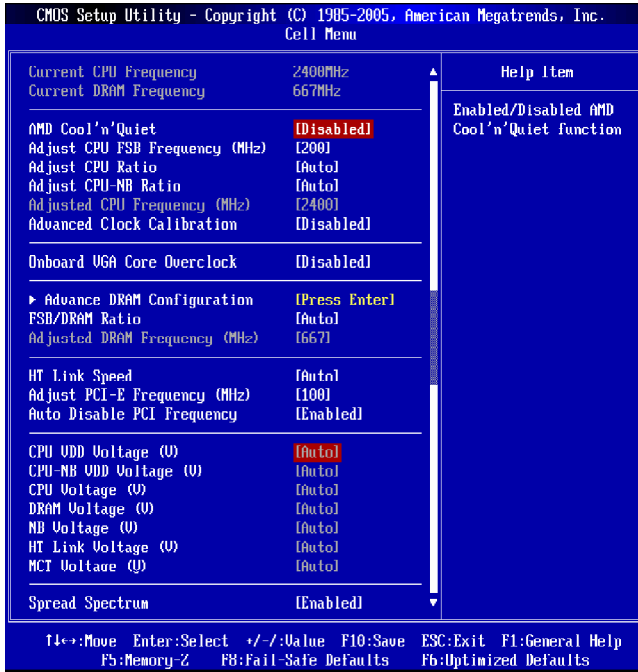 CMOS Setup Utility - Copyright (C) 1985-2005, American Megatrends, Inc.
Cell Menu
Current CPU Frequency 2400MHz
Current DRAM Frequency 667MHz
AMD Cool'n'Quiet [Disabled]
Adjust CPU FSB Frequency (MHz) [200]
Adjust CPU Ratio [Auto]
Adjust CPU-NB Ratio [Auto]
Adjusted CPU Frequency (MHz) [2400]
Advanced Clock Calibration [Disabled]
Onboard VGA Core Overclock [Disabled]
▶ Advance DRAM Configuration [Press Enter]
FSB/DRAM Ratio [Auto]
Adjusted DRAM Frequency (MHz) [667]
HT Link Speed [Auto]
Adjust PCI-E Frequency (MHz) [100]
Auto Disable PCI Frequency [Enabled]
CPU VDD Voltage (V) [Auto]
CPU-NB VDD Voltage (V) [Auto]
CPU Voltage (V) [Auto]
DRAM Voltage (V) [Auto]
NB Voltage (V) [Auto]
HT Link Voltage (V) [Auto]
MCT Voltage (V) [Auto]
Spread Spectrum [Enabled]
Help Item
Enabled/Disabled AMD
Cool'n'Quiet function
↑↓←→:Move Enter:Select +/-/:Value F10:Save ESC:Exit F1:General Help
F5:Memory-Z F8:Fail-Safe Defaults F6:Optimized Defaults